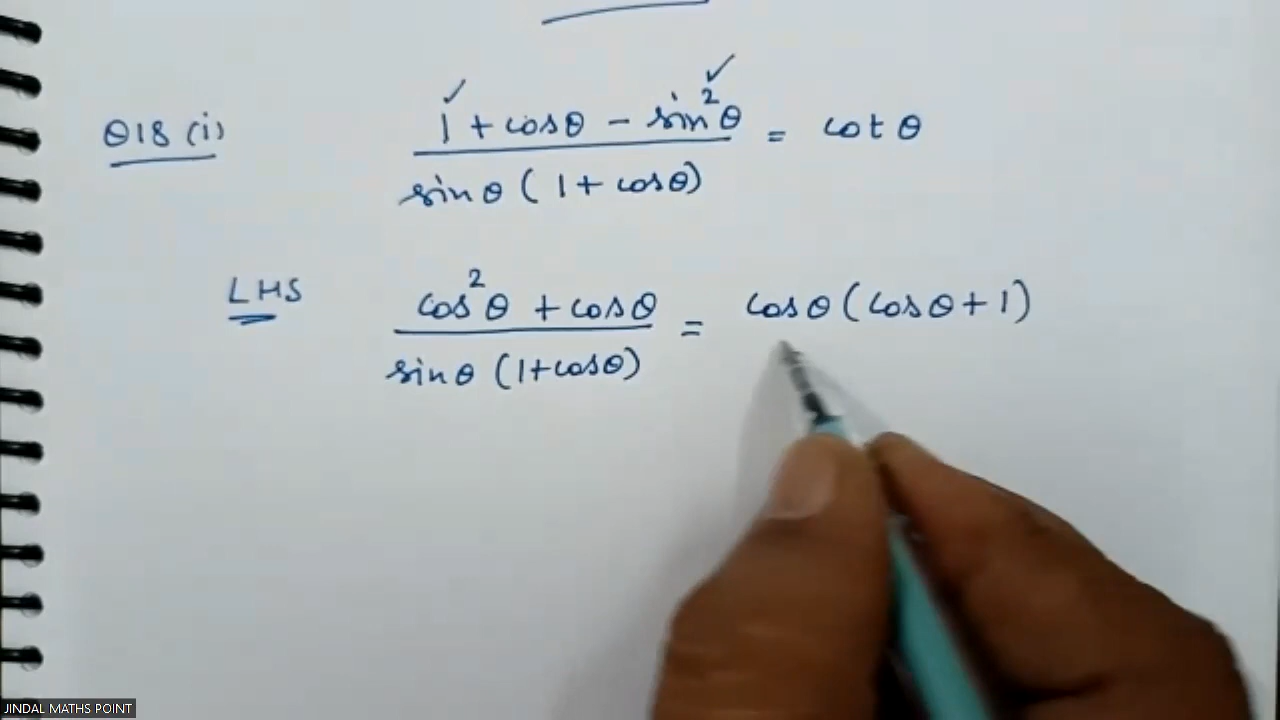 Q18 (i) 1 + cosθ - sin²θ = cot θ
sinθ ( 1 + cosθ)
LHS cos²θ + cosθ = cosθ (cosθ + 1)
sinθ (1+cosθ)
JINDAL MATHS POINT